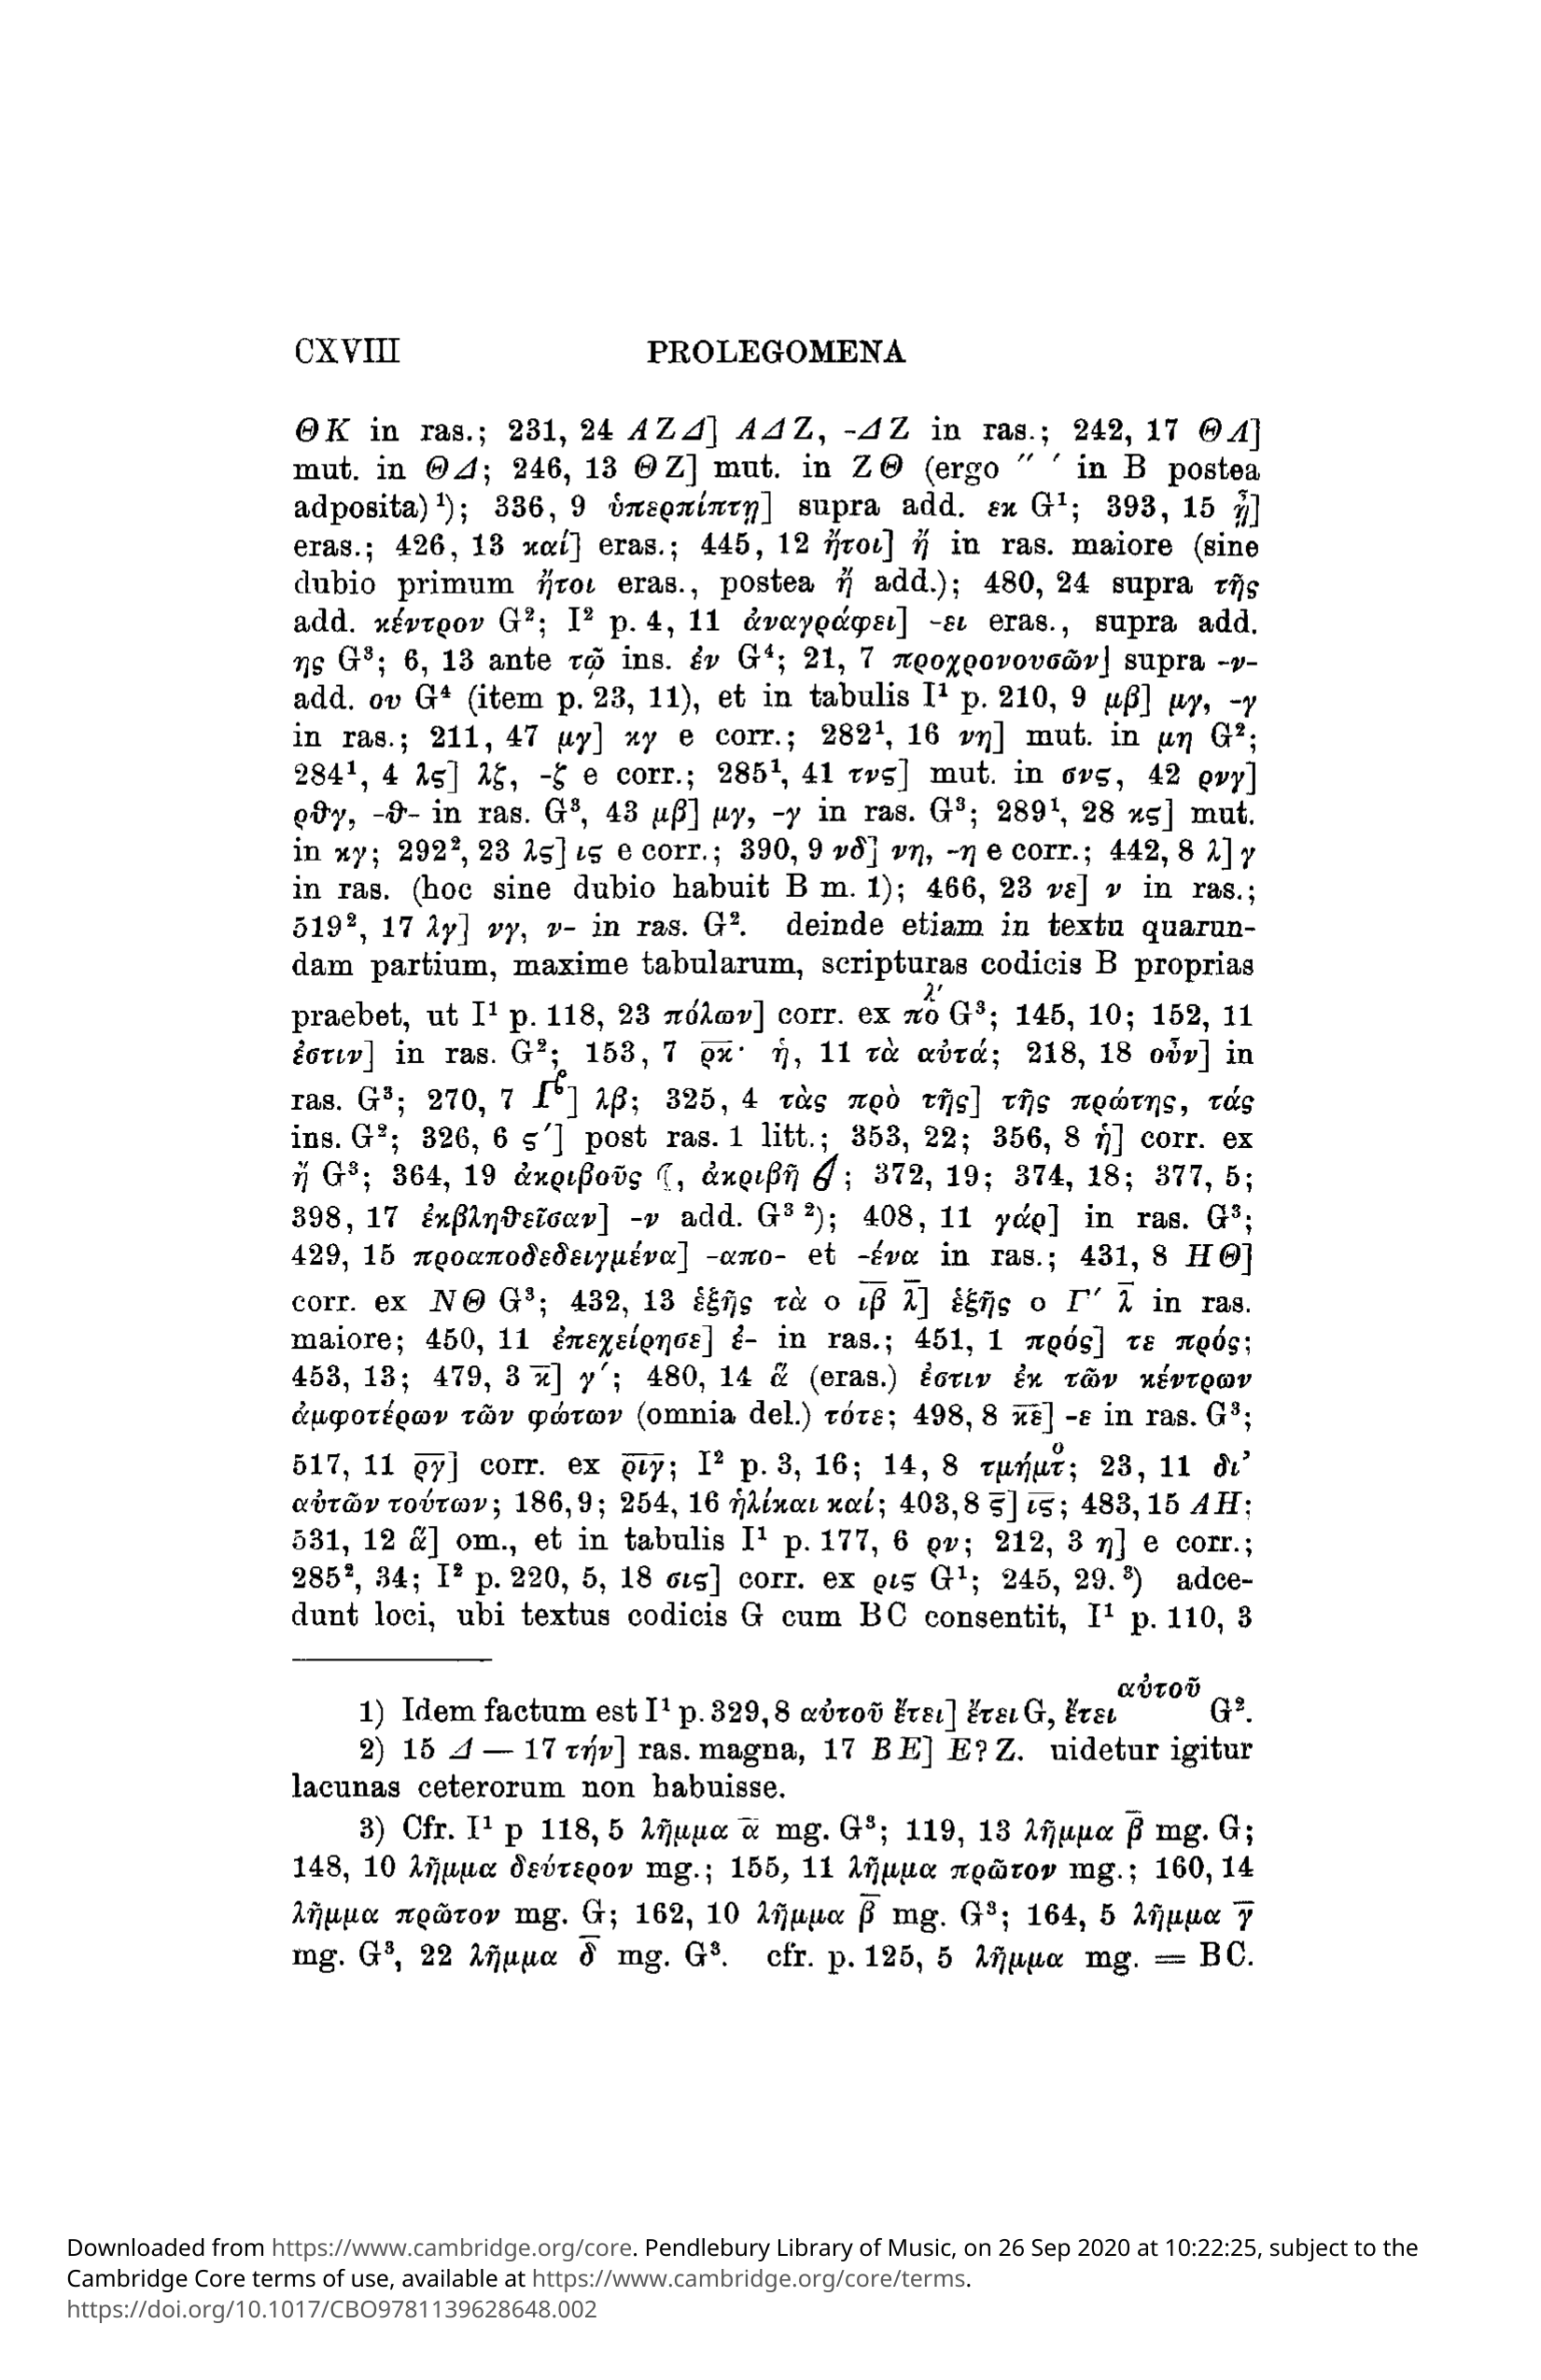 CXVIII PROLEGOMENA
ΘΚ in ras.; 231, 24 ΑΖΔ] ΑΔΖ, -ΔΖ in ras.; 242, 17 ΘΛ]
mut. in ΘΔ; 246, 13 ΘΖ] mut. in ΖΘ (ergo ″ ′ in B postea
adposita)¹); 336, 9 ὑπερπίπτῃ] supra add. εκ G¹; 393, 15 ᾖ]
eras.; 426, 13 καί] eras.; 445, 12 ἤτοι] ἤ in ras. maiore (sine
dubio primum ἤτοι eras., postea ἤ add.); 480, 24 supra τῆς
add. κέντρον G²; I² p. 4, 11 ἀναγράφει] -ει eras., supra add.
ης G³; 6, 13 ante τῷ ins. ἐν G⁴; 21, 7 προχρονουσῶν] supra -ν-
add. ου G⁴ (item p. 23, 11), et in tabulis I¹ p. 210, 9 μβ] μγ, -γ
in ras.; 211, 47 μγ] κγ e corr.; 282¹, 16 νη] mut. in μη G²;
284¹, 4 λϛ] λζ, -ζ e corr.; 285¹, 41 τνϛ] mut. in σνϛ, 42 ρνγ]
ρϑγ, -ϑ- in ras. G³, 43 μβ] μγ, -γ in ras. G³; 289¹, 28 κϛ] mut.
in κγ; 292², 23 λϛ] ιϛ e corr.; 390, 9 νδ] νη, -η e corr.; 442, 8 λ] γ
in ras. (hoc sine dubio habuit B m. 1); 466, 23 νε] ν in ras.;
519², 17 λγ] νγ, ν- in ras. G². deinde etiam in textu quarun-
dam partium, maxime tabularum, scripturas codicis B proprias
praebet, ut I¹ p. 118, 23 πόλων] corr. ex πὸλ′ G³; 145, 10; 152, 11
ἐστιν] in ras. G²; 153, 7 ρ̅κ̅· ἡ, 11 τὰ αὐτά; 218, 18 οὖν] in
ras. G³; 270, 7 ] λβ; 325, 4 τὰς πρὸ τῆς] τῆς πρώτης, τάς
ins. G²; 326, 6 ϛ′] post ras. 1 litt.; 353, 22; 356, 8 ἡ] corr. ex
ἤ G³; 364, 19 ἀκριβοῦς , ἀκριβῆ ; 372, 19; 374, 18; 377, 5;
398, 17 ἐκβληϑεῖσαν] -ν add. G³ ²); 408, 11 γάρ] in ras. G³;
429, 15 προαποδεδειγμένα] -απο- et -ένα in ras.; 431, 8 ΗΘ]
corr. ex ΝΘ G³; 432, 13 ἑξῆς τὰ ο ι̅β̅ λ̅] ἑξῆς ο Γ′ λ̅ in ras.
maiore; 450, 11 ἐπεχείρησε] ἐ- in ras.; 451, 1 πρός] τε πρός;
453, 13; 479, 3 κ̅] γ′; 480, 14 ἅ (eras.) ἐστιν ἐκ τῶν κέντρων
ἀμφοτέρων τῶν φώτων (omnia del.) τότε; 498, 8 κ̅ε̅] -ε in ras. G³;
517, 11 ρ̅γ̅] corr. ex ρ̅ι̅γ̅; I² p. 3, 16; 14, 8 τμήμτο; 23, 11 δι’
αὐτῶν τούτων; 186, 9; 254, 16 ἡλίκαι καί; 403, 8 ϛ̅] ι̅ϛ̅; 483, 15 ΑΗ;
531, 12 ἅ] om., et in tabulis I¹ p. 177, 6 ρν; 212, 3 η] e corr.;
285², 34; I² p. 220, 5, 18 σιϛ] corr. ex ριϛ G¹; 245, 29.³) adce-
dunt loci, ubi textus codicis G cum BC consentit, I¹ p. 110, 3
1) Idem factum est I¹ p. 329, 8 αὐτοῦ ἔτει] ἔτει G, ἔτει αὐτοῦ G².
2) 15 Δ — 17 τήν] ras. magna, 17 ΒΕ] Ε? Ζ. uidetur igitur
lacunas ceterorum non habuisse.
3) Cfr. I¹ p 118, 5 λῆμμα α̅ mg. G³; 119, 13 λῆμμα β̅ mg. G;
148, 10 λῆμμα δεύτερον mg.; 155, 11 λῆμμα πρῶτον mg.; 160, 14
λῆμμα πρῶτον mg. G; 162, 10 λῆμμα β̅ mg. G³; 164, 5 λῆμμα γ̅
mg. G³, 22 λῆμμα δ̅ mg. G³. cfr. p. 125, 5 λῆμμα mg. = BC.
Downloaded from https://www.cambridge.org/core. Pendlebury Library of Music, on 26 Sep 2020 at 10:22:25, subject to the
Cambridge Core terms of use, available at https://www.cambridge.org/core/terms.
https://doi.org/10.1017/CBO9781139628648.002